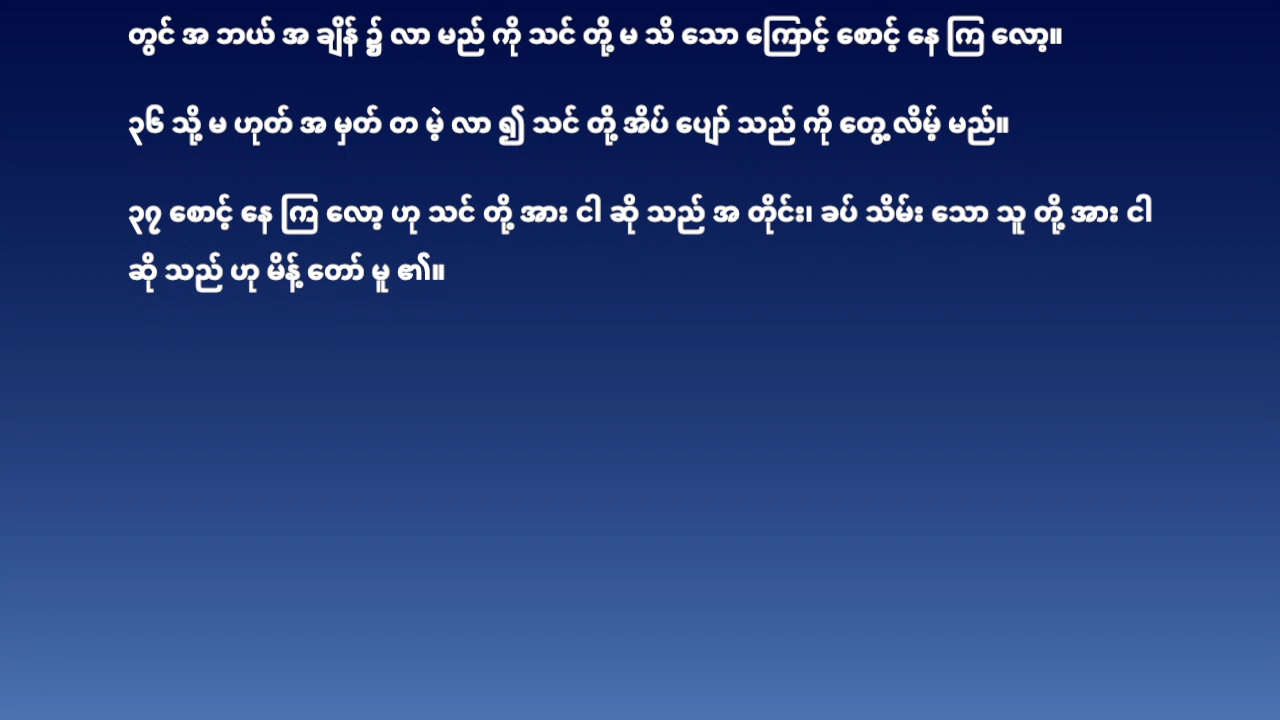 တွင် အ ဘယ် အ ချိန် ၌ လာ မည် ကို သင် တို့ မ သိ သော ကြောင့် စောင့် နေ ကြ လော့။
၃၆ သို့ မ ဟုတ် အ မှတ် တ မဲ့ လာ ၍ သင် တို့ အိပ် ပျော် သည် ကို တွေ့ လိမ့် မည်။
၃၇ စောင့် နေ ကြ လော့ ဟု သင် တို့ အား ငါ ဆို သည် အ တိုင်း၊ ခပ် သိမ်း သော သူ တို့ အား ငါ
ဆို သည် ဟု မိန့် တော် မူ ၏။